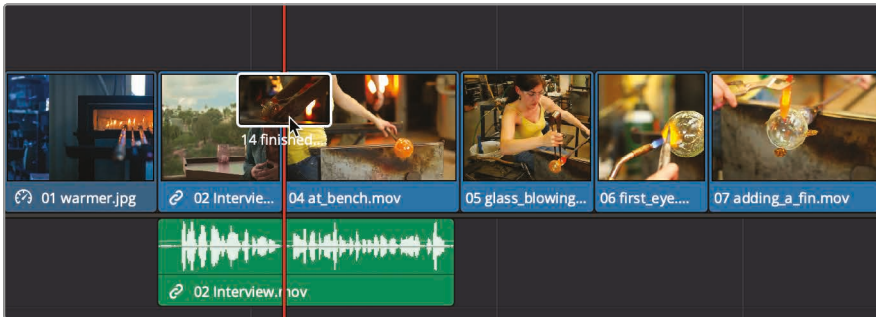 14 finished...
01 warmer.jpg
02 Intervie...
04 at_bench.mov
05 glass_blowing...
06 first_eye....
07 adding_a_fin.mov
02 Interview.mov